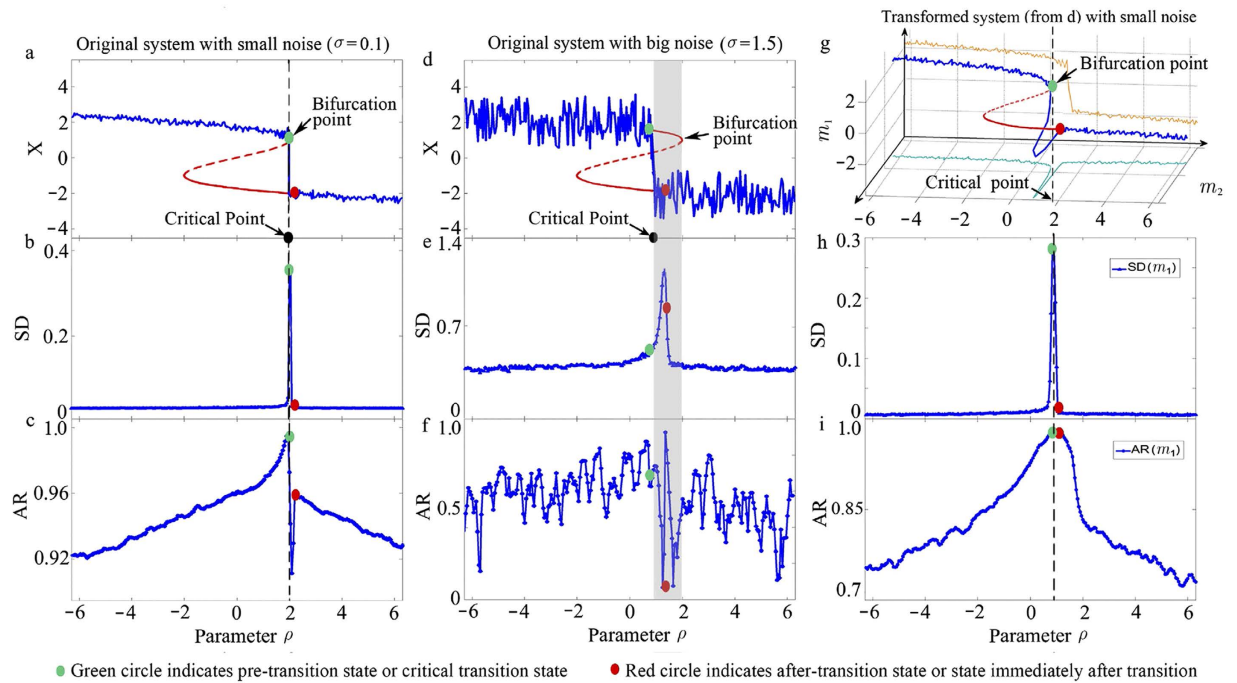 Original system with small noise (σ=0.1)
Original system with big noise (σ=1.5)
Transformed system (from d) with small noise
a
4
2
0
−2
−4
X
Bifurcation
point
Critical Point
b
0.4
0.2
0
SD
c
1.0
0.96
0.92
AR
−6 −4 −2 0 2 4 6
Parameter ρ
d
4
2
0
−2
−4
X
Bifurcation
point
Critical Point
e
1.4
0.7
0
SD
f
1.0
0.5
0
AR
−6 −4 −2 0 2 4 6
Parameter ρ
g
2
0
−2
m₁
Bifurcation point
Critical point
m₂
−6 −4 −2 0 2 4 6
h
0.3
0.2
0.1
0
SD
SD(m₁)
i
1.0
0.85
0.7
AR
AR(m₁)
−6 −4 −2 0 2 4 6
Parameter ρ
Green circle indicates pre-transition state or critical transition state
Red circle indicates after-transition state or state immediately after transition